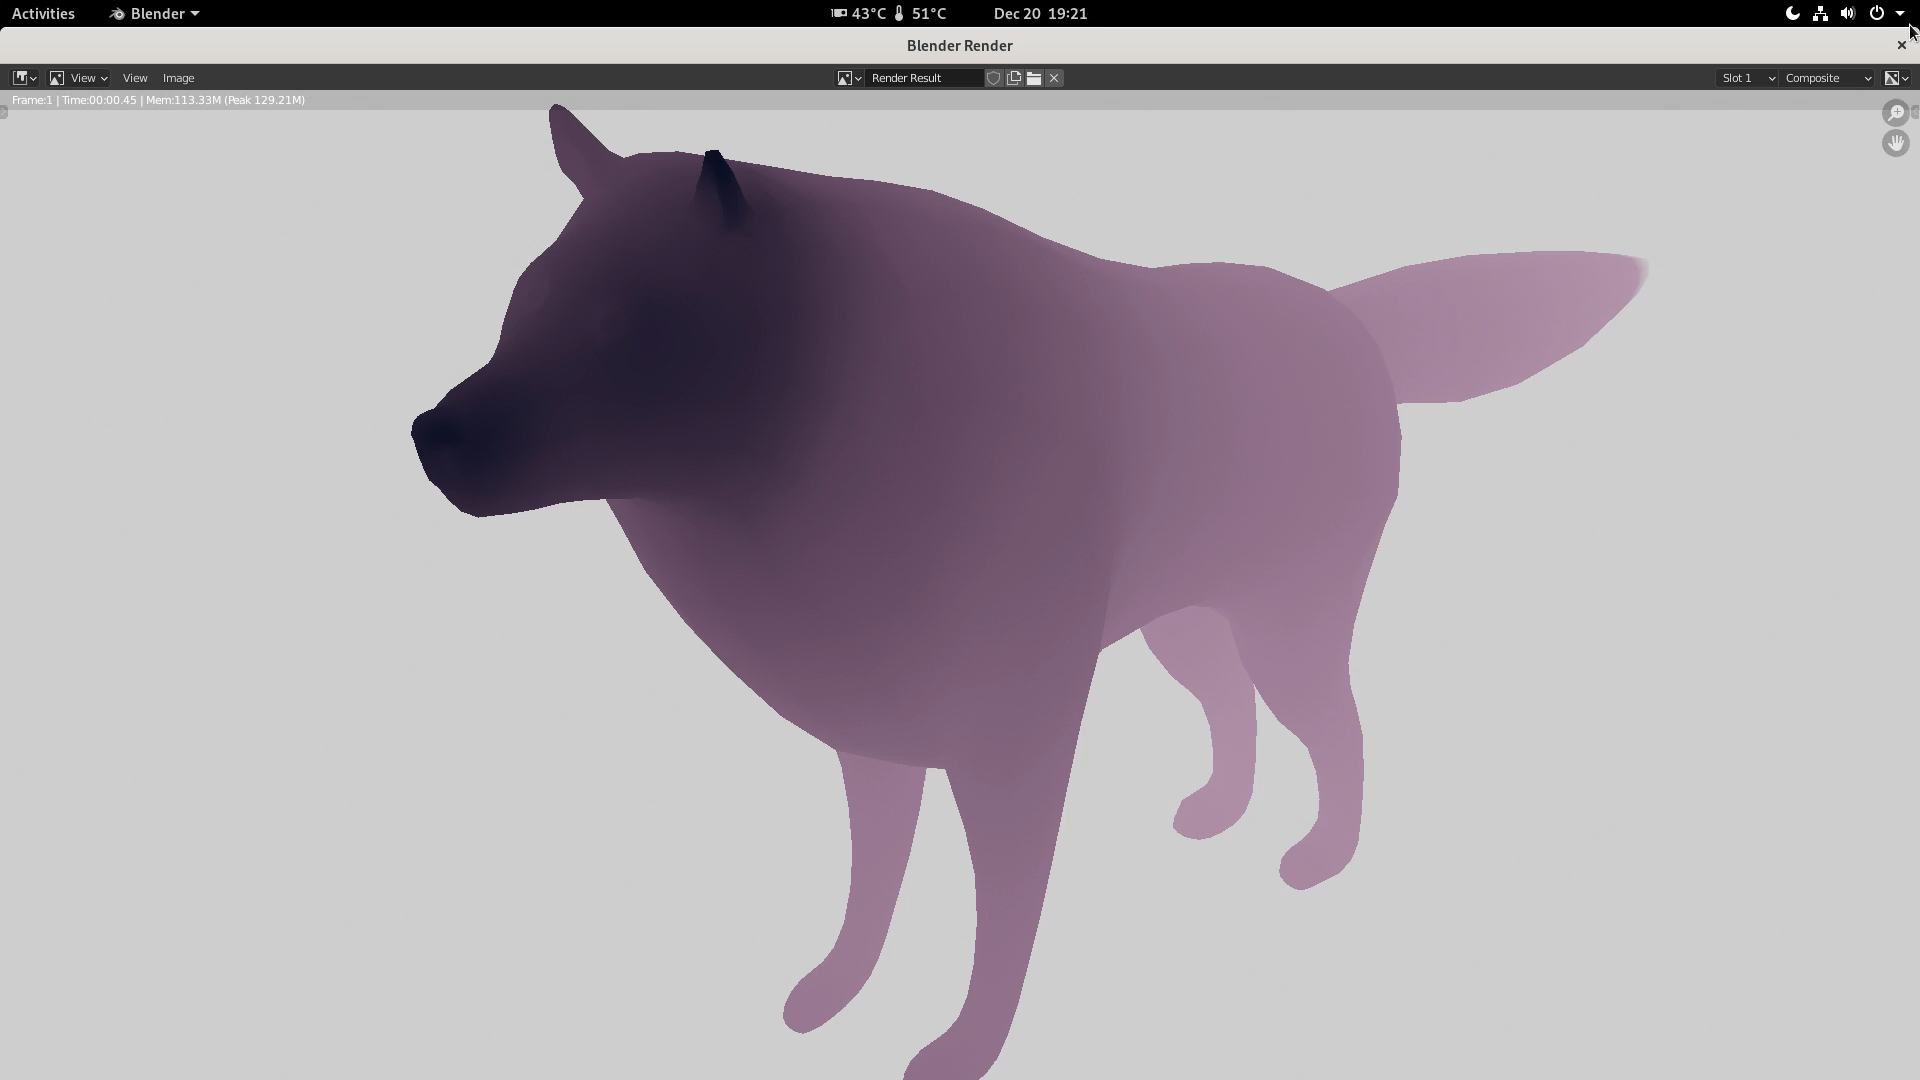 Activities Blender 43°C 51°C Dec 20 19:21
Blender Render
View View Image Render Result Slot 1 Composite
Frame:1 | Time:00:00.45 | Mem:113.33M (Peak 129.21M)